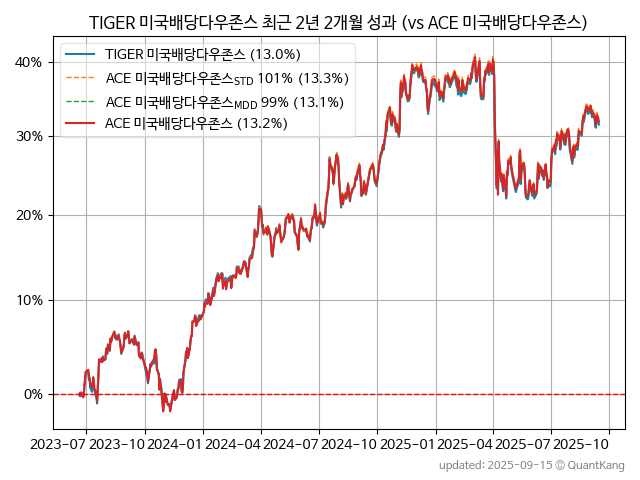 TIGER 미국배당다우존스 최근 2년 2개월 성과 (vs ACE 미국배당다우존스)
TIGER 미국배당다우존스 (13.0%)
ACE 미국배당다우존스STD 101% (13.3%)
ACE 미국배당다우존스MDD 99% (13.1%)
ACE 미국배당다우존스 (13.2%)
40%
30%
20%
10%
0%
2023-07 2023-10 2024-01 2024-04 2024-07 2024-10 2025-01 2025-04 2025-07 2025-10
updated: 2025-09-15 © QuantKang